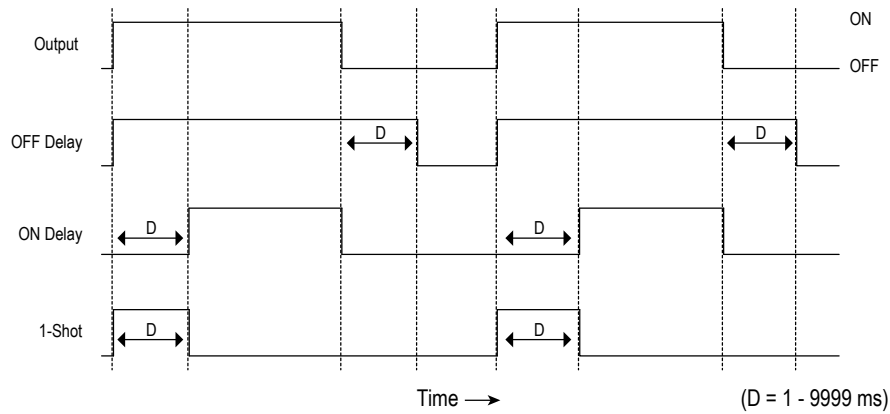 Output
ON
OFF
OFF Delay
D
D
ON Delay
D
D
1-Shot
D
D
Time
(D = 1 - 9999 ms)